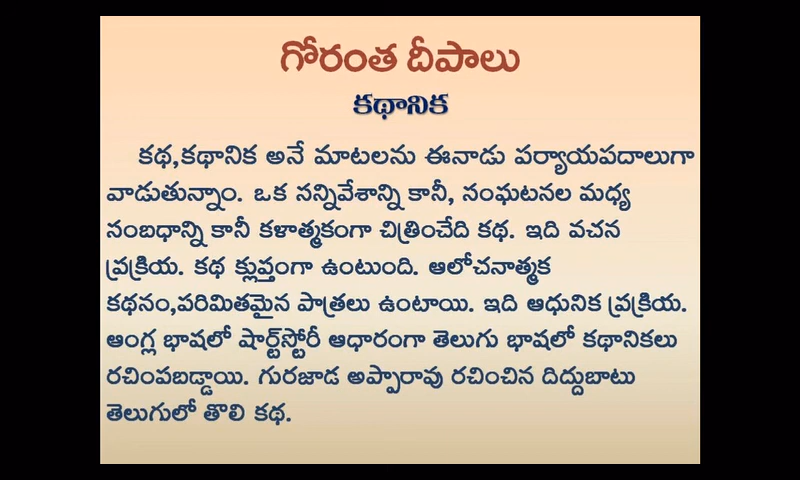 గోరంత దీపాలు
కథానిక
కథ,కథానిక అనే మాటలను ఈనాడు పర్యాయపదాలుగా
వాడుతున్నాం. ఒక సన్నివేశాన్ని కానీ, సంఘటనల మధ్య
సంబధాన్ని కానీ కళాత్మకంగా చిత్రించేది కథ. ఇది వచన
ప్రక్రియ. కథ క్లుప్తంగా ఉంటుంది. ఆలోచనాత్మక
కథనం,పరిమితమైన పాత్రలు ఉంటాయి. ఇది ఆధునిక ప్రక్రియ.
ఆంగ్ల భాషలో షార్ట్‌స్టోరీ ఆధారంగా తెలుగు భాషలో కథానికలు
రచింపబడ్డాయి. గురజాడ అప్పారావు రచించిన దిద్దుబాటు
తెలుగులో తొలి కథ.